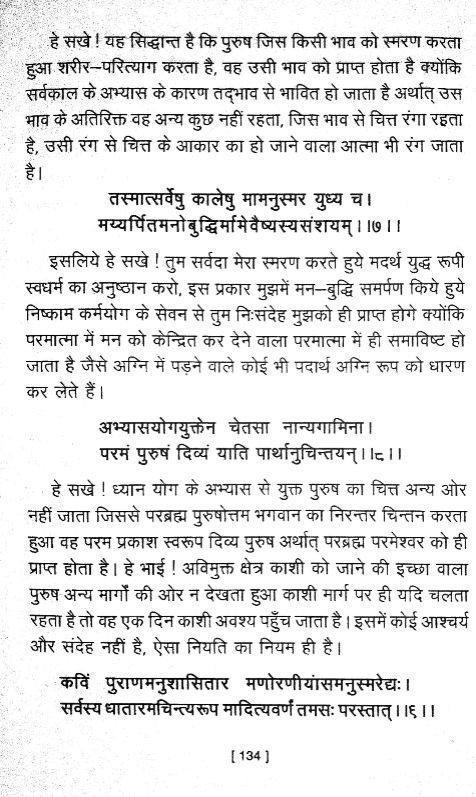 हे सखे ! यह सिद्धान्त है कि पुरुष जिस किसी भाव को स्मरण करता
हुआ शरीर–परित्याग करता है, वह उसी भाव को प्राप्त होता है क्योंकि
सर्वकाल के अभ्यास के कारण तद्भाव से भावित हो जाता है अर्थात् उस
भाव के अतिरिक्त वह अन्य कुछ नहीं रहता, जिस भाव से चित्त रंगा रहता
है, उसी रंग से चित्त के आकार का हो जाने वाला आत्मा भी रंग जाता
है।
तस्मात्सर्वेषु कालेषु मामनुस्मर युध्य च।
मय्यर्पितमनोबुद्धिर्मामेवैष्यस्यसंशयम्।।७।।
इसलिये हे सखे ! तुम सर्वदा मेरा स्मरण करते हुये मदर्थ युद्ध रूपी
स्वधर्म का अनुष्ठान करो, इस प्रकार मुझमें मन–बुद्धि समर्पण किये हुये
निष्काम कर्मयोग के सेवन से तुम निःसंदेह मुझको ही प्राप्त होगे क्योंकि
परमात्मा में मन को केन्द्रित कर देने वाला परमात्मा में ही समाविष्ट हो
जाता है जैसे अग्नि में पड़ने वाले कोई भी पदार्थ अग्नि रूप को धारण
कर लेते हैं।
अभ्यासयोगयुक्तेन चेतसा नान्यगामिना।
परमं पुरुषं दिव्यं याति पार्थानुचिन्तयन्।।८।।
हे सखे ! ध्यान योग के अभ्यास से युक्त पुरुष का चित्त अन्य ओर
नहीं जाता जिससे परब्रह्म पुरुषोत्तम भगवान का निरन्तर चिन्तन करता
हुआ वह परम प्रकाश स्वरूप दिव्य पुरुष अर्थात् परब्रह्म परमेश्वर को ही
प्राप्त होता है। हे भाई ! अविमुक्त क्षेत्र काशी को जाने की इच्छा वाला
पुरुष अन्य मार्गों की ओर न देखता हुआ काशी मार्ग पर ही यदि चलता
रहता है तो वह एक दिन काशी अवश्य पहुँच जाता है। इसमें कोई आश्चर्य
और संदेह नहीं है, ऐसा नियति का नियम ही है।
कविं पुराणमनुशासितार मणोरणीयांसमनुस्मरेद्यः।
सर्वस्य धातारमचिन्त्यरूप मादित्यवर्णं तमसः परस्तात्।।९।।
[ 134 ]